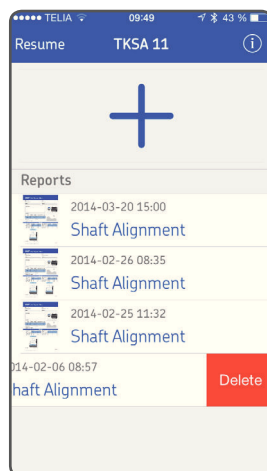 TELIA 09:49 43 %
Resume TKSA 11
Reports
2014-03-20 15:00
Shaft Alignment
2014-02-26 08:35
Shaft Alignment
2014-02-25 11:32
Shaft Alignment
014-02-06 08:57
haft Alignment
Delete